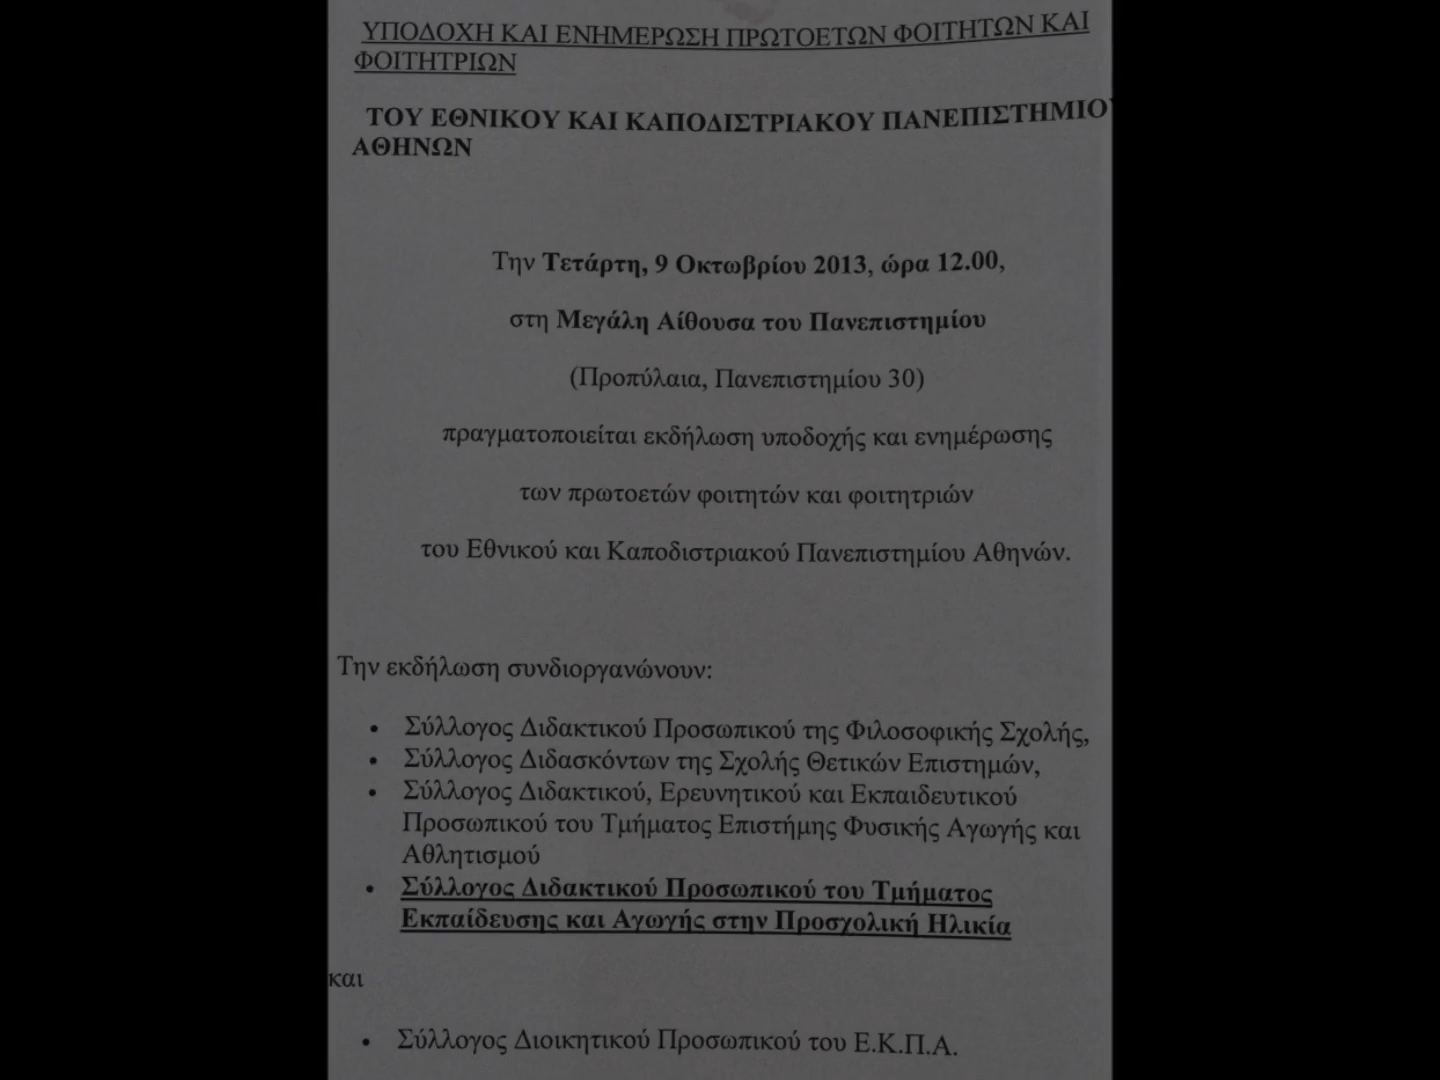 ΥΠΟΔΟΧΗ ΚΑΙ ΕΝΗΜΕΡΩΣΗ ΠΡΩΤΟΕΤΩΝ ΦΟΙΤΗΤΩΝ ΚΑΙ
ΦΟΙΤΗΤΡΙΩΝ
ΤΟΥ ΕΘΝΙΚΟΥ ΚΑΙ ΚΑΠΟΔΙΣΤΡΙΑΚΟΥ ΠΑΝΕΠΙΣΤΗΜΙΟΥ
ΑΘΗΝΩΝ
Την Τετάρτη, 9 Οκτωβρίου 2013, ώρα 12.00,
στη Μεγάλη Αίθουσα του Πανεπιστημίου
(Προπύλαια, Πανεπιστημίου 30)
πραγματοποιείται εκδήλωση υποδοχής και ενημέρωσης
των πρωτοετών φοιτητών και φοιτητριών
του Εθνικού και Καποδιστριακού Πανεπιστημίου Αθηνών.
Την εκδήλωση συνδιοργανώνουν:
• Σύλλογος Διδακτικού Προσωπικού της Φιλοσοφικής Σχολής,
• Σύλλογος Διδασκόντων της Σχολής Θετικών Επιστημών,
• Σύλλογος Διδακτικού, Ερευνητικού και Εκπαιδευτικού
Προσωπικού του Τμήματος Επιστήμης Φυσικής Αγωγής και
Αθλητισμού
• Σύλλογος Διδακτικού Προσωπικού του Τμήματος
Εκπαίδευσης και Αγωγής στην Προσχολική Ηλικία
και
• Σύλλογος Διοικητικού Προσωπικού του Ε.Κ.Π.Α.